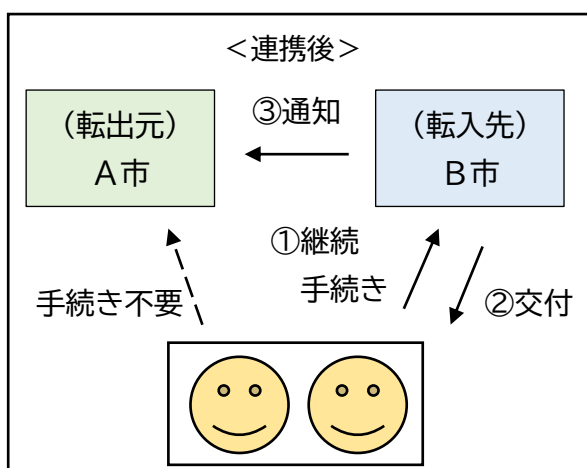 ＜連携後＞
（転出元）
A市
③通知
（転入先）
B市
①継続
手続き
手続き不要
②交付